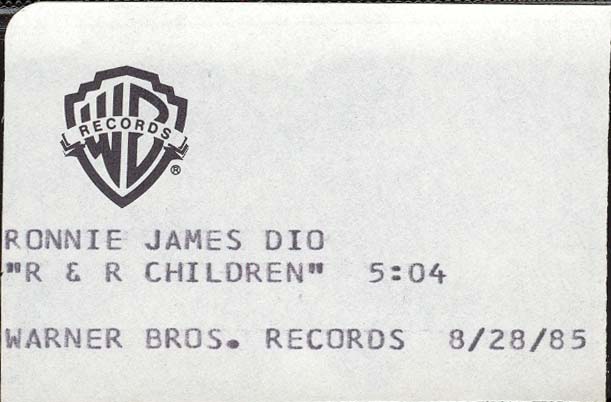 WB
RECORDS
®
RONNIE JAMES DIO
"R & R CHILDREN" 5:04
WARNER BROS. RECORDS 8/28/85